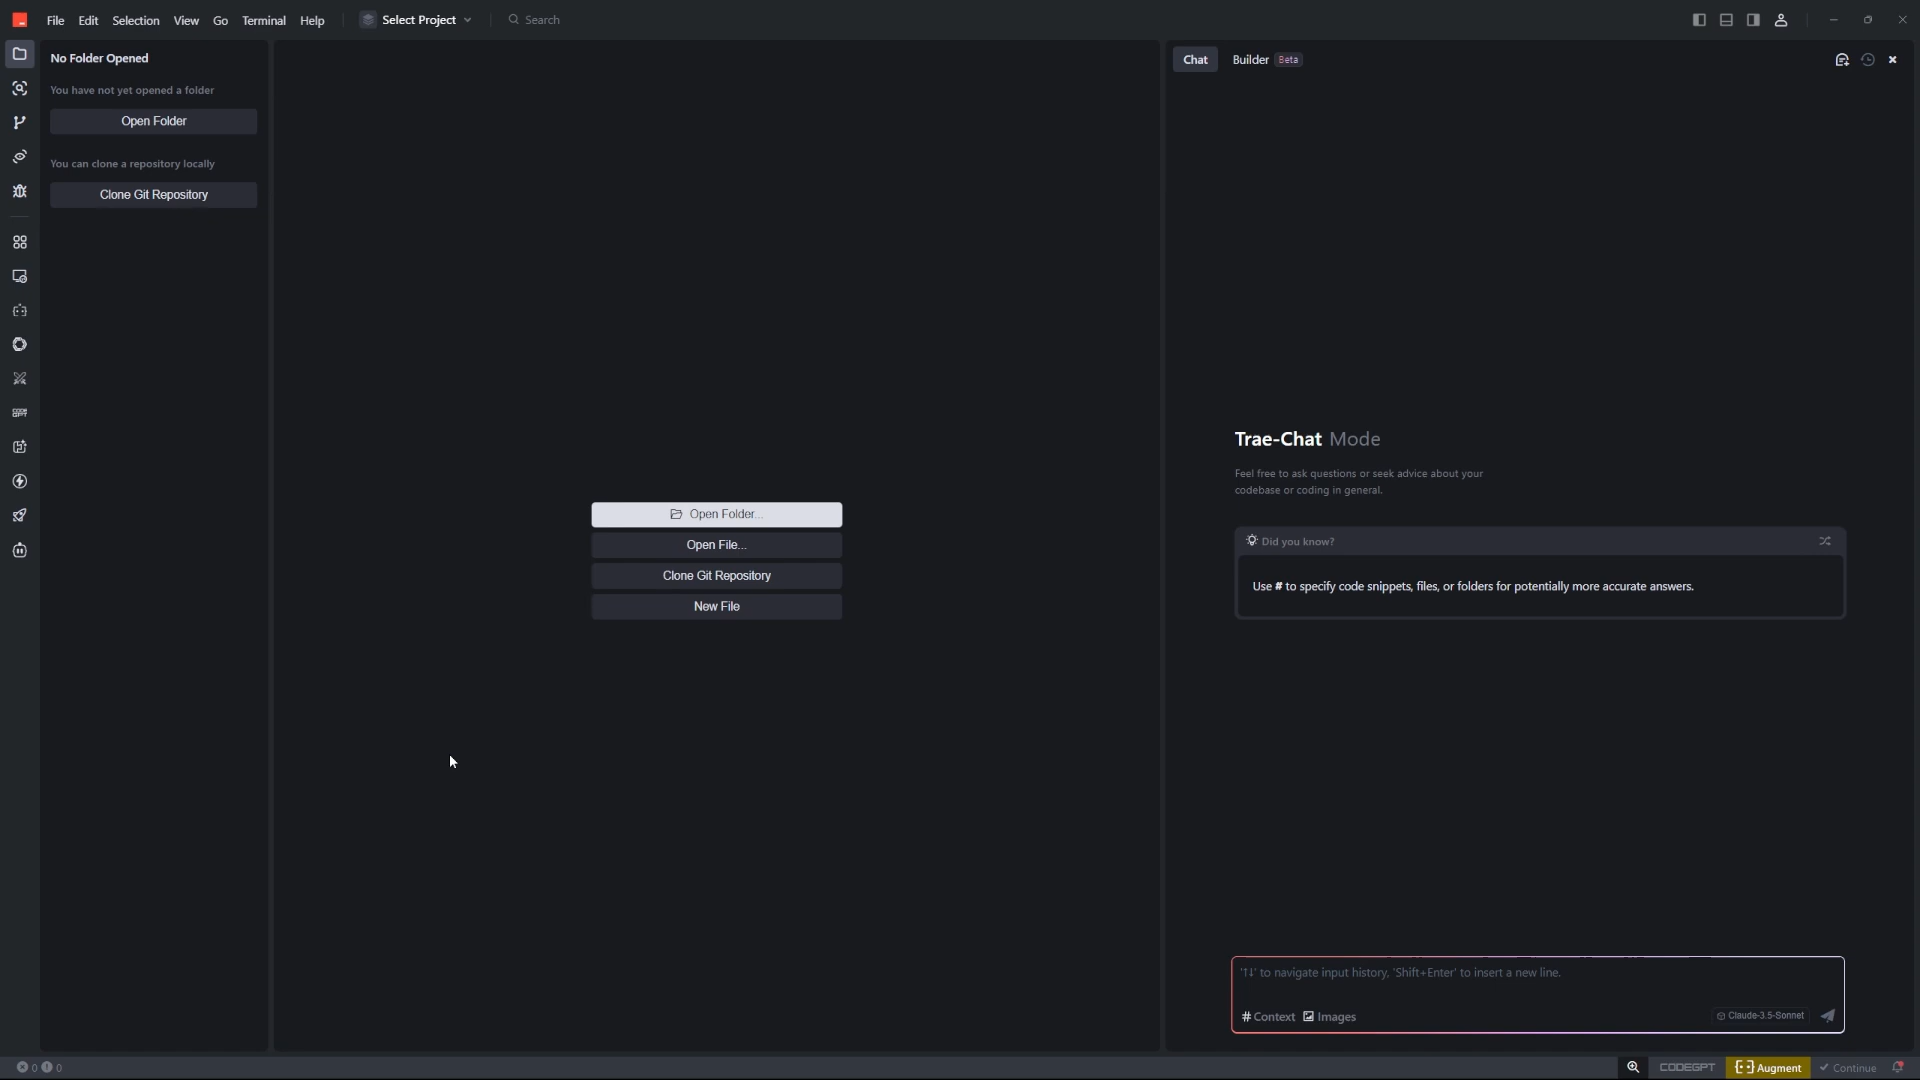 File Edit Selection View Go Terminal Help Select Project Search
No Folder Opened
You have not yet opened a folder
Open Folder
You can clone a repository locally
Clone Git Repository
Open Folder...
Open File...
Clone Git Repository
New File
Chat Builder Beta
Trae-Chat Mode
Feel free to ask questions or seek advice about your
codebase or coding in general.
Did you know?
Use # to specify code snippets, files, or folders for potentially more accurate answers.
'↑↓' to navigate input history, 'Shift+Enter' to insert a new line.
# Context Images Claude-3.5-Sonnet
0 0 CODEGPT Augment Continue